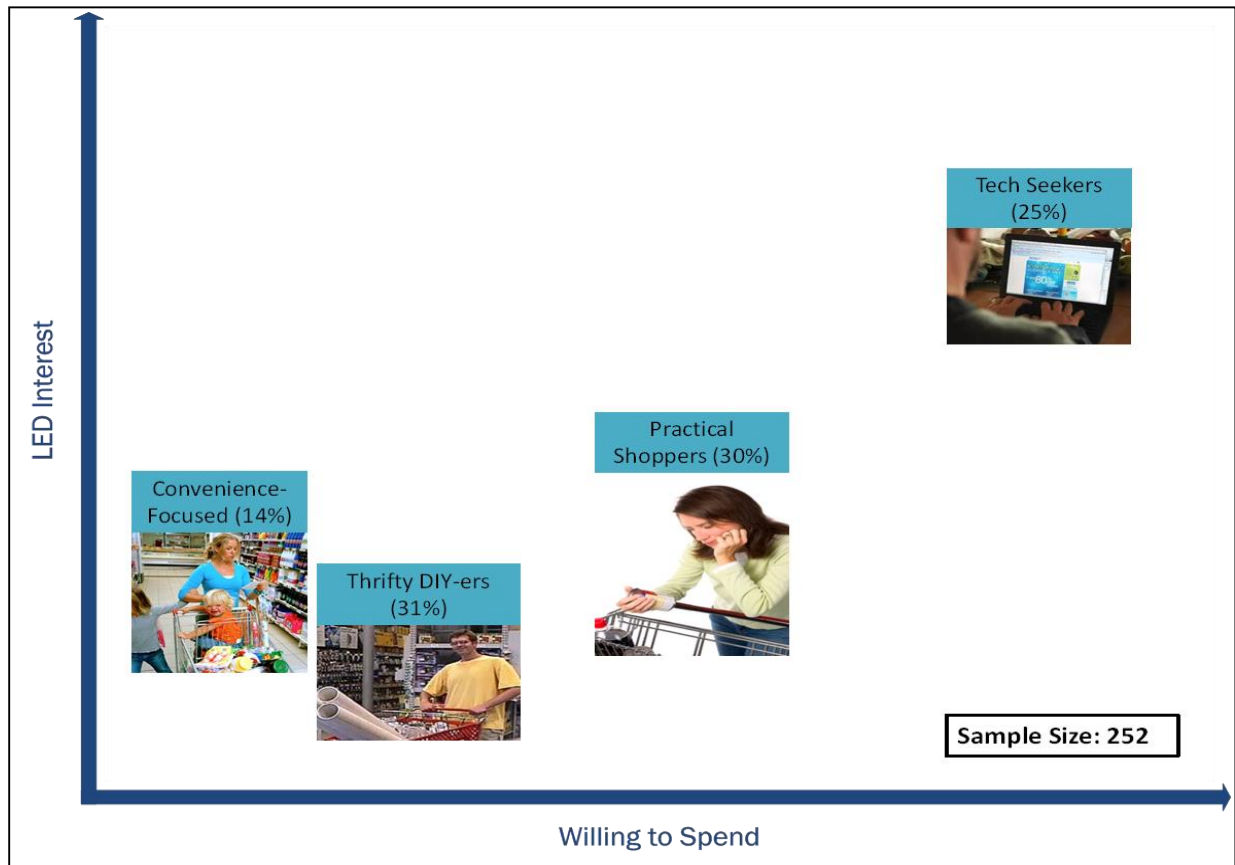 LED Interest
Tech Seekers
(25%)
Practical
Shoppers (30%)
Convenience-
Focused (14%)
Thrifty DIY-ers
(31%)
Sample Size: 252
Willing to Spend